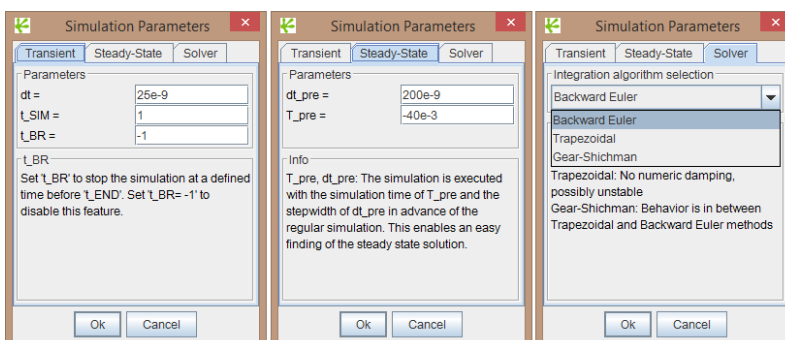 Simulation Parameters
Transient Steady-State Solver
Parameters
dt = 25e-9
t_SIM = 1
t_BR = -1
t_BR
Set 't_BR' to stop the simulation at a defined
time before 't_END'. Set 't_BR= -1' to
disable this feature.
Ok Cancel
Simulation Parameters
Transient Steady-State Solver
Parameters
dt_pre = 200e-9
T_pre = -40e-3
Info
T_pre, dt_pre: The simulation is executed
with the simulation time of T_pre and the
stepwidth of dt_pre in advance of the
regular simulation. This enables an easy
finding of the steady state solution.
Ok Cancel
Simulation Parameters
Transient Steady-State Solver
Integration algorithm selection
Backward Euler
Backward Euler
Trapezoidal
Gear-Shichman
Trapezoidal: No numeric damping,
possibly unstable
Gear-Shichman: Behavior is in between
Trapezoidal and Backward Euler methods
Ok Cancel